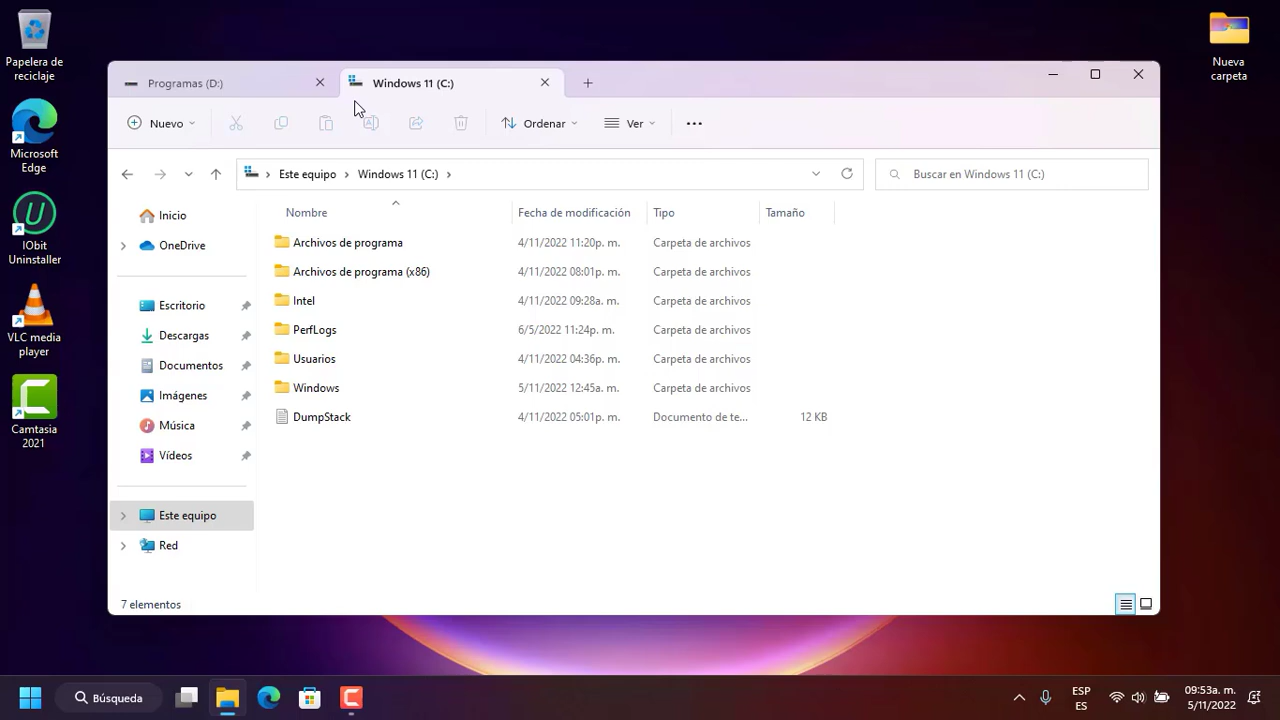 Papelera de
reciclaje
Microsoft
Edge
IObit
Uninstaller
VLC media
player
Camtasia
2021
Nueva
carpeta
Programas (D:)
Windows 11 (C:)
Nuevo
Ordenar
Ver
Este equipo > Windows 11 (C:) >
Buscar en Windows 11 (C:)
Inicio
OneDrive
Escritorio
Descargas
Documentos
Imágenes
Música
Vídeos
Este equipo
Red
Nombre Fecha de modificación Tipo Tamaño
Archivos de programa 4/11/2022 11:20p. m. Carpeta de archivos
Archivos de programa (x86) 4/11/2022 08:01p. m. Carpeta de archivos
Intel 4/11/2022 09:28a. m. Carpeta de archivos
PerfLogs 6/5/2022 11:24p. m. Carpeta de archivos
Usuarios 4/11/2022 04:36p. m. Carpeta de archivos
Windows 5/11/2022 12:45a. m. Carpeta de archivos
DumpStack 4/11/2022 05:01p. m. Documento de te... 12 KB
7 elementos
Búsqueda
ESP
ES
09:53a. m.
5/11/2022